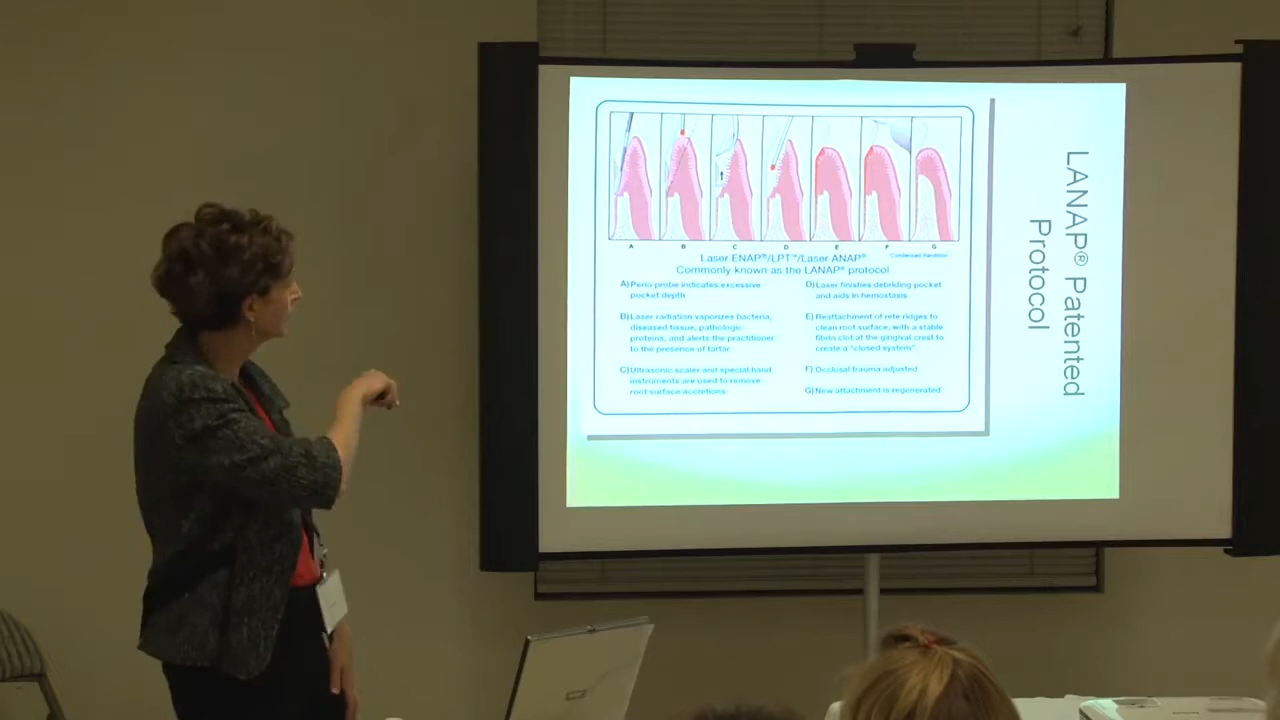 LANAP® Patented
Protocol
A B C D E F G
*Condensed Rendition
Laser ENAP®/LPT™/Laser ANAP®
Commonly known as the LANAP® protocol
A) Perio probe indicates excessive
pocket depth
B) Laser radiation vaporizes bacteria,
diseased tissue, pathologic
proteins, and alerts the practitioner
to the presence of tartar
C) Ultrasonic scaler and special hand
instruments are used to remove
root surface accretions
D) Laser finishes debriding pocket
and aids in hemostasis
E) Reattachment of rete ridges to
clean root surface, with a stable
fibrin clot at the gingival crest to
create a "closed system"
F) Occlusal trauma adjusted
G) New attachment is regenerated